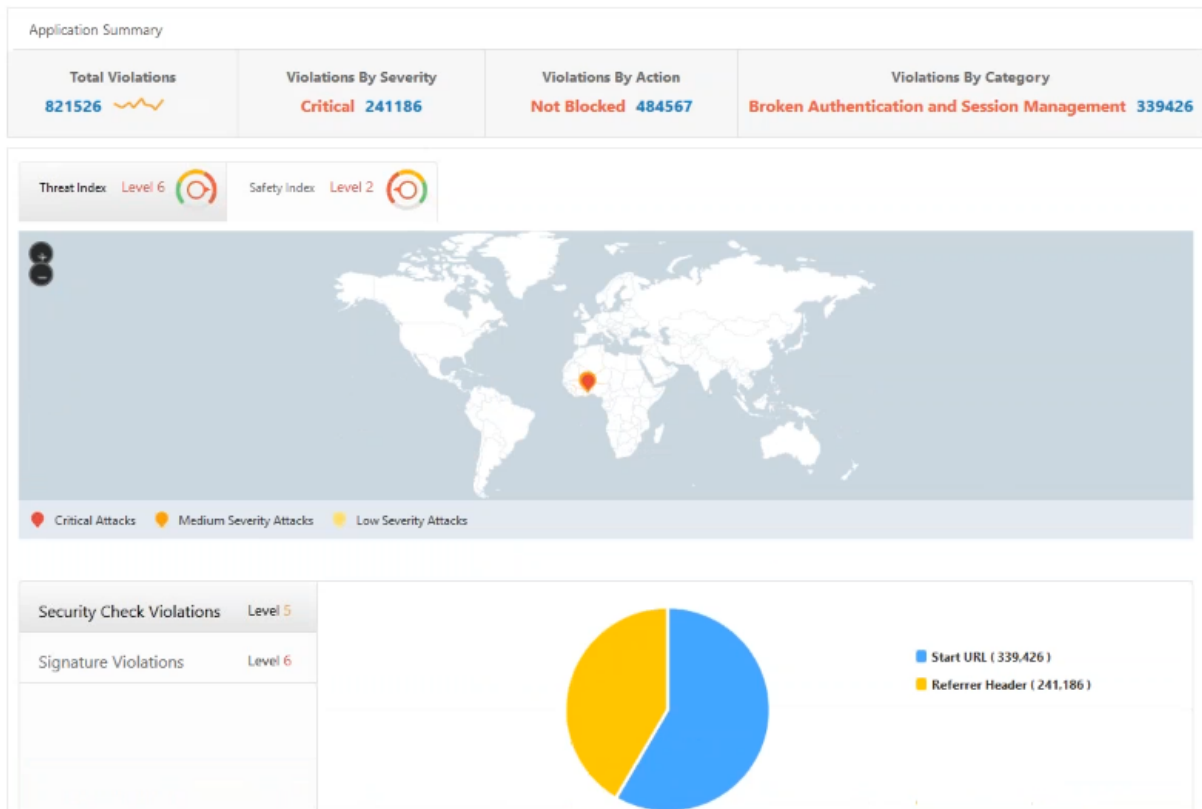 Application Summary
Total Violations
821526
Violations By Severity
Critical 241186
Violations By Action
Not Blocked 484567
Violations By Category
Broken Authentication and Session Management 339426
Threat Index Level 6
Safety Index Level 2
+
−
Critical Attacks
Medium Severity Attacks
Low Severity Attacks
Security Check Violations Level 5
Signature Violations Level 6
Start URL ( 339,426 )
Referrer Header ( 241,186 )